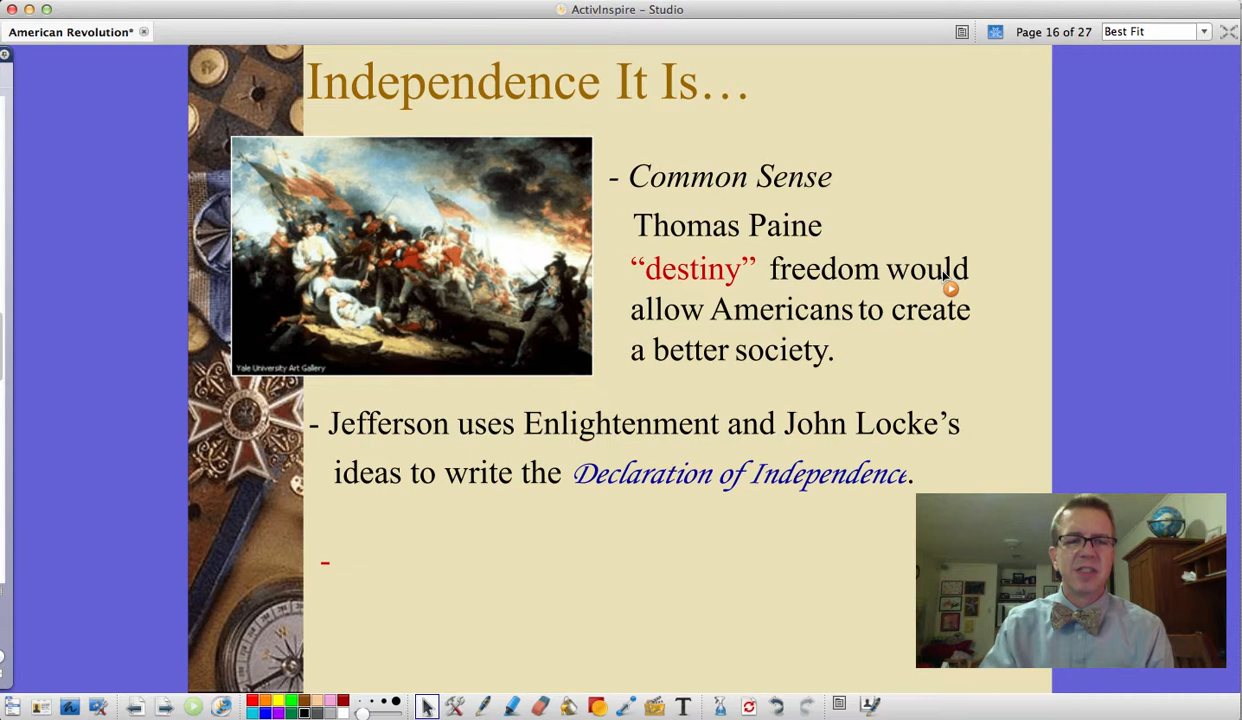 ActivInspire – Studio
American Revolution*
Page 16 of 27
Best Fit
Independence It Is…
- Common Sense
Thomas Paine
“destiny” freedom would
allow Americans to create
a better society.
Yale University Art Gallery
- Jefferson uses Enlightenment and John Locke’s
ideas to write the Declaration of Independence.
-
T